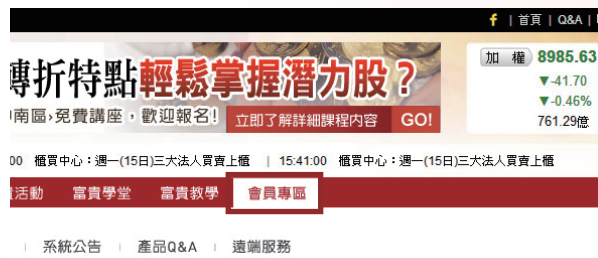 f | 首頁 | Q&A |
轉折特點輕鬆掌握潛力股？
南區，免費講座，歡迎報名！ 立即了解詳細課程內容 GO!
加 權 8985.63
▼-41.70
▼-0.46%
761.29億
00 櫃買中心：週一(15日)三大法人買賣上櫃 | 15:41:00 櫃買中心：週一(15日)三大法人買賣上櫃
活動 富貴學堂 富貴教學 會員專區
系統公告 | 產品Q&A | 遠端服務